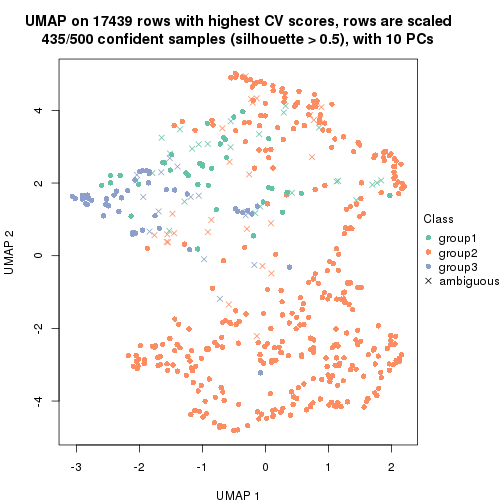 UMAP on 17439 rows with highest CV scores, rows are scaled
435/500 confident samples (silhouette > 0.5), with 10 PCs
4
2
0
-2
-4
UMAP 2
-3
-2
-1
0
1
2
UMAP 1
Class
group1
group2
group3
ambiguous